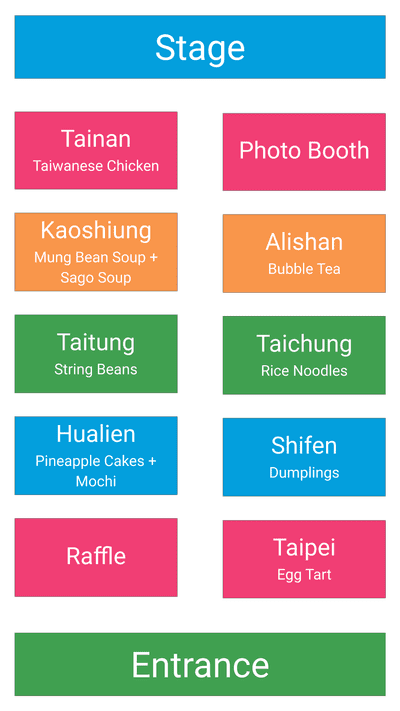 Stage
Tainan
Taiwanese Chicken
Photo Booth
Kaoshiung
Mung Bean Soup +
Sago Soup
Alishan
Bubble Tea
Taitung
String Beans
Taichung
Rice Noodles
Hualien
Pineapple Cakes +
Mochi
Shifen
Dumplings
Raffle
Taipei
Egg Tart
Entrance